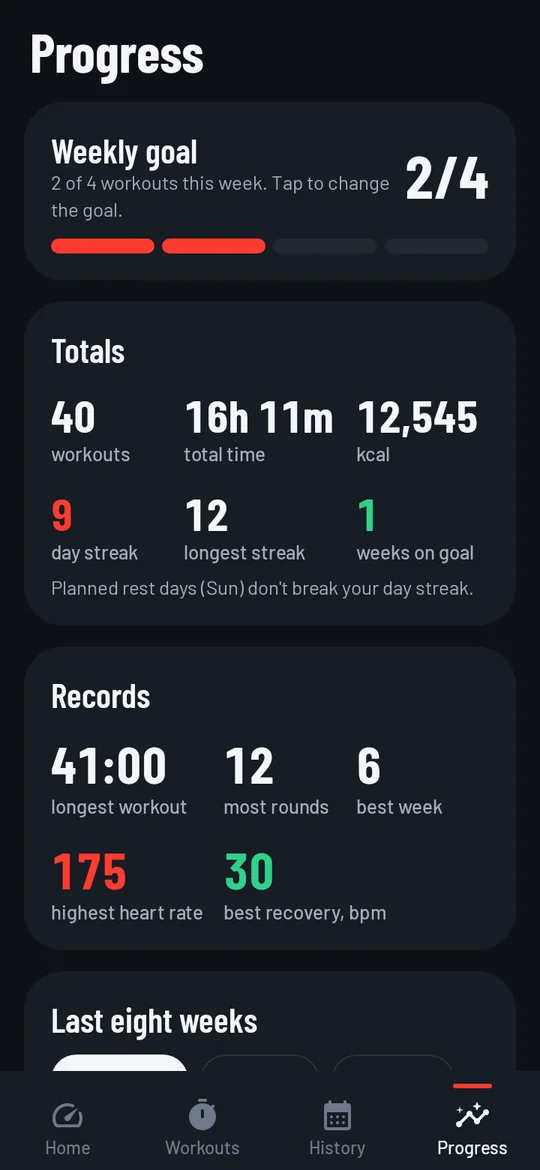 Progress
Weekly goal
2 of 4 workouts this week. Tap to change
the goal.
2/4
Totals
40
workouts
16h 11m
total time
12,545
kcal
9
day streak
12
longest streak
1
weeks on goal
Planned rest days (Sun) don't break your day streak.
Records
41:00
longest workout
12
most rounds
6
best week
175
highest heart rate
30
best recovery, bpm
Last eight weeks
Home
Workouts
History
Progress